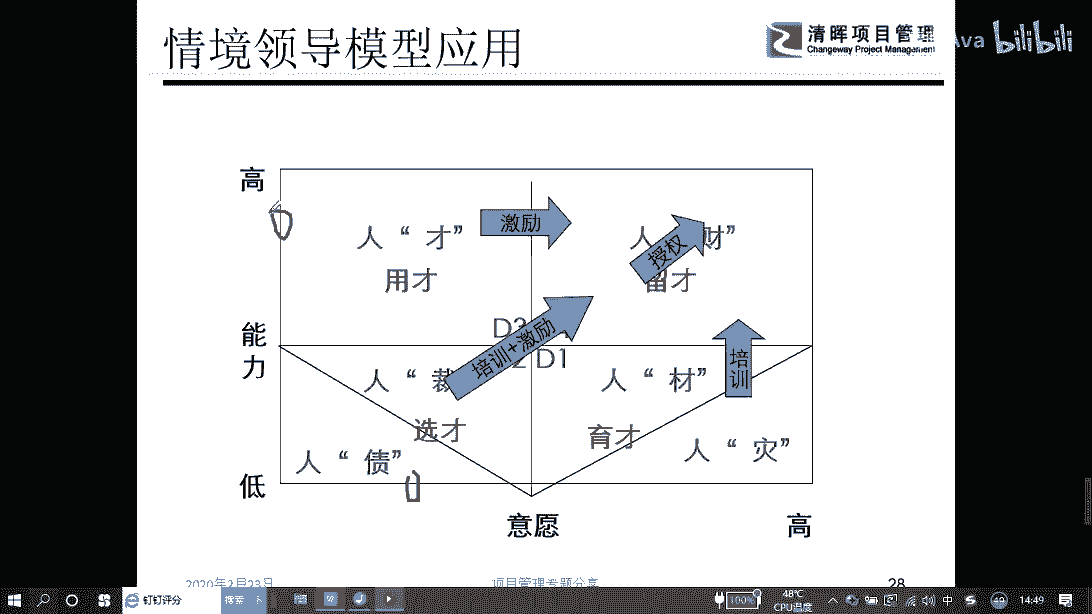 情境领导模型应用
清晖项目管理
Changeway Project Management
Ava bilibili
高
人“才”
激励
人 财”
授权
用才
留才
D3
培训+激励
能力
2 D1
人“裁
人“材”
培训
选才
育才
人“债”
人“灾”
低
意愿
高
2020年2月23日
项目管理专题分享
28
钉钉评分
搜索一下
100%
48℃
CPU温度
中
49
14:49